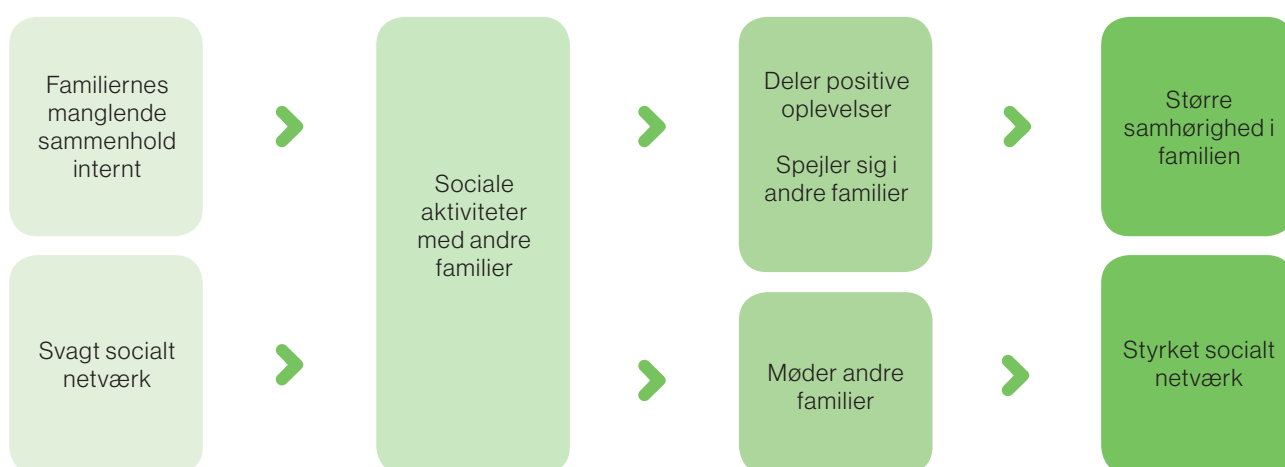 Familiernes
manglende
sammenhold
internt
Svagt socialt
netværk
Sociale
aktiviteter
med andre
familier
Deler positive
oplevelser
Spejler sig i
andre familier
Møder andre
familier
Større
samhørighed i
familien
Styrket socialt
netværk